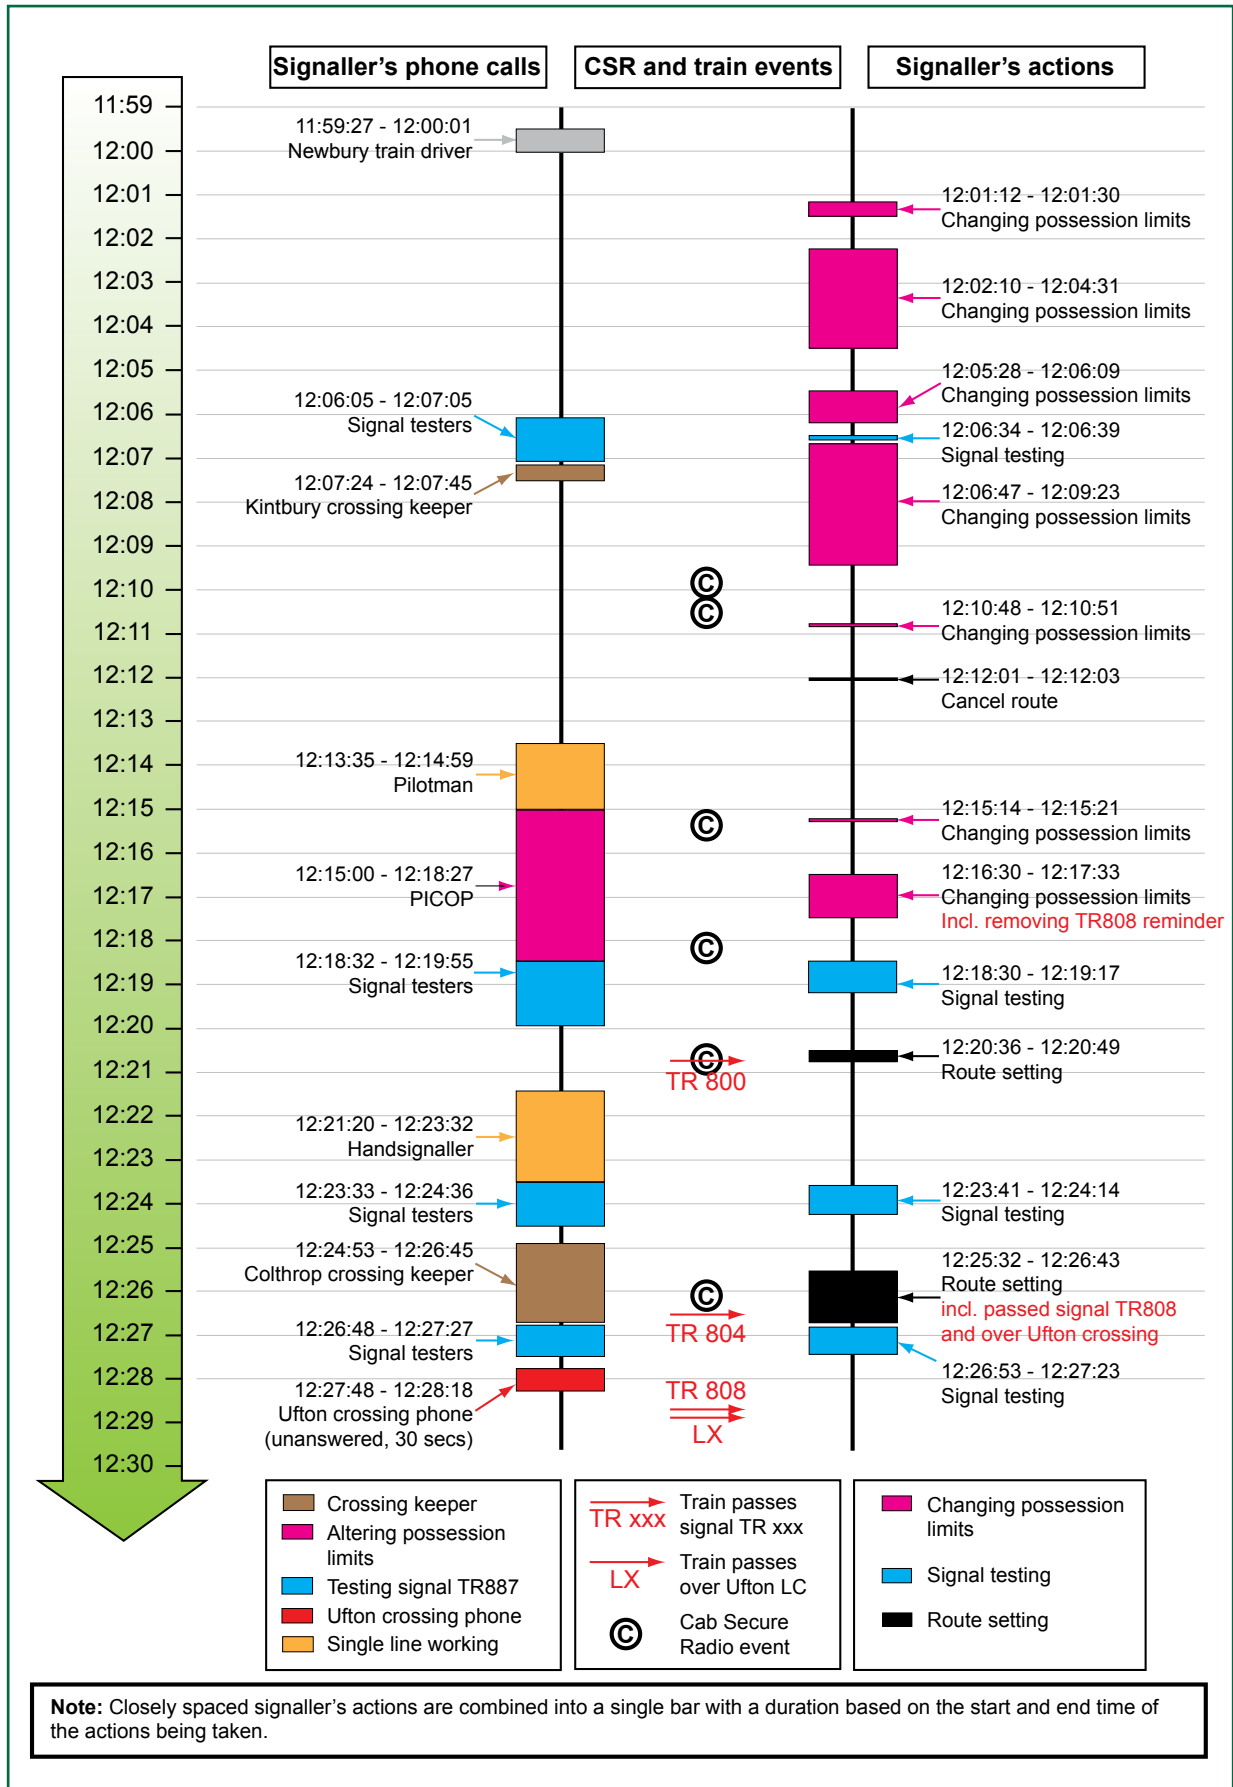 Signaller's phone calls
CSR and train events
Signaller's actions
11:59
12:00
12:01
12:02
12:03
12:04
12:05
12:06
12:07
12:08
12:09
12:10
12:11
12:12
12:13
12:14
12:15
12:16
12:17
12:18
12:19
12:20
12:21
12:22
12:23
12:24
12:25
12:26
12:27
12:28
12:29
12:30
11:59:27 - 12:00:01
Newbury train driver
12:06:05 - 12:07:05
Signal testers
12:07:24 - 12:07:45
Kintbury crossing keeper
12:13:35 - 12:14:59
Pilotman
12:15:00 - 12:18:27
PICOP
12:18:32 - 12:19:55
Signal testers
12:21:20 - 12:23:32
Handsignaller
12:23:33 - 12:24:36
Signal testers
12:24:53 - 12:26:45
Colthrop crossing keeper
12:26:48 - 12:27:27
Signal testers
12:27:48 - 12:28:18
Ufton crossing phone
(unanswered, 30 secs)
C
C
C
C
C
TR 800
C
TR 804
TR 808
LX
12:01:12 - 12:01:30
Changing possession limits
12:02:10 - 12:04:31
Changing possession limits
12:05:28 - 12:06:09
Changing possession limits
12:06:34 - 12:06:39
Signal testing
12:06:47 - 12:09:23
Changing possession limits
12:10:48 - 12:10:51
Changing possession limits
12:12:01 - 12:12:03
Cancel route
12:15:14 - 12:15:21
Changing possession limits
12:16:30 - 12:17:33
Changing possession limits
Incl. removing TR808 reminder
12:18:30 - 12:19:17
Signal testing
12:20:36 - 12:20:49
Route setting
12:23:41 - 12:24:14
Signal testing
12:25:32 - 12:26:43
Route setting
incl. passed signal TR808
and over Ufton crossing
12:26:53 - 12:27:23
Signal testing
Crossing keeper
Altering possession
limits
Testing signal TR887
Ufton crossing phone
Single line working
TR xxx
Train passes
signal TR xxx
LX
Train passes
over Ufton LC
C
Cab Secure
Radio event
Changing possession
limits
Signal testing
Route setting
Note: Closely spaced signaller's actions are combined into a single bar with a duration based on the start and end time of
the actions being taken.